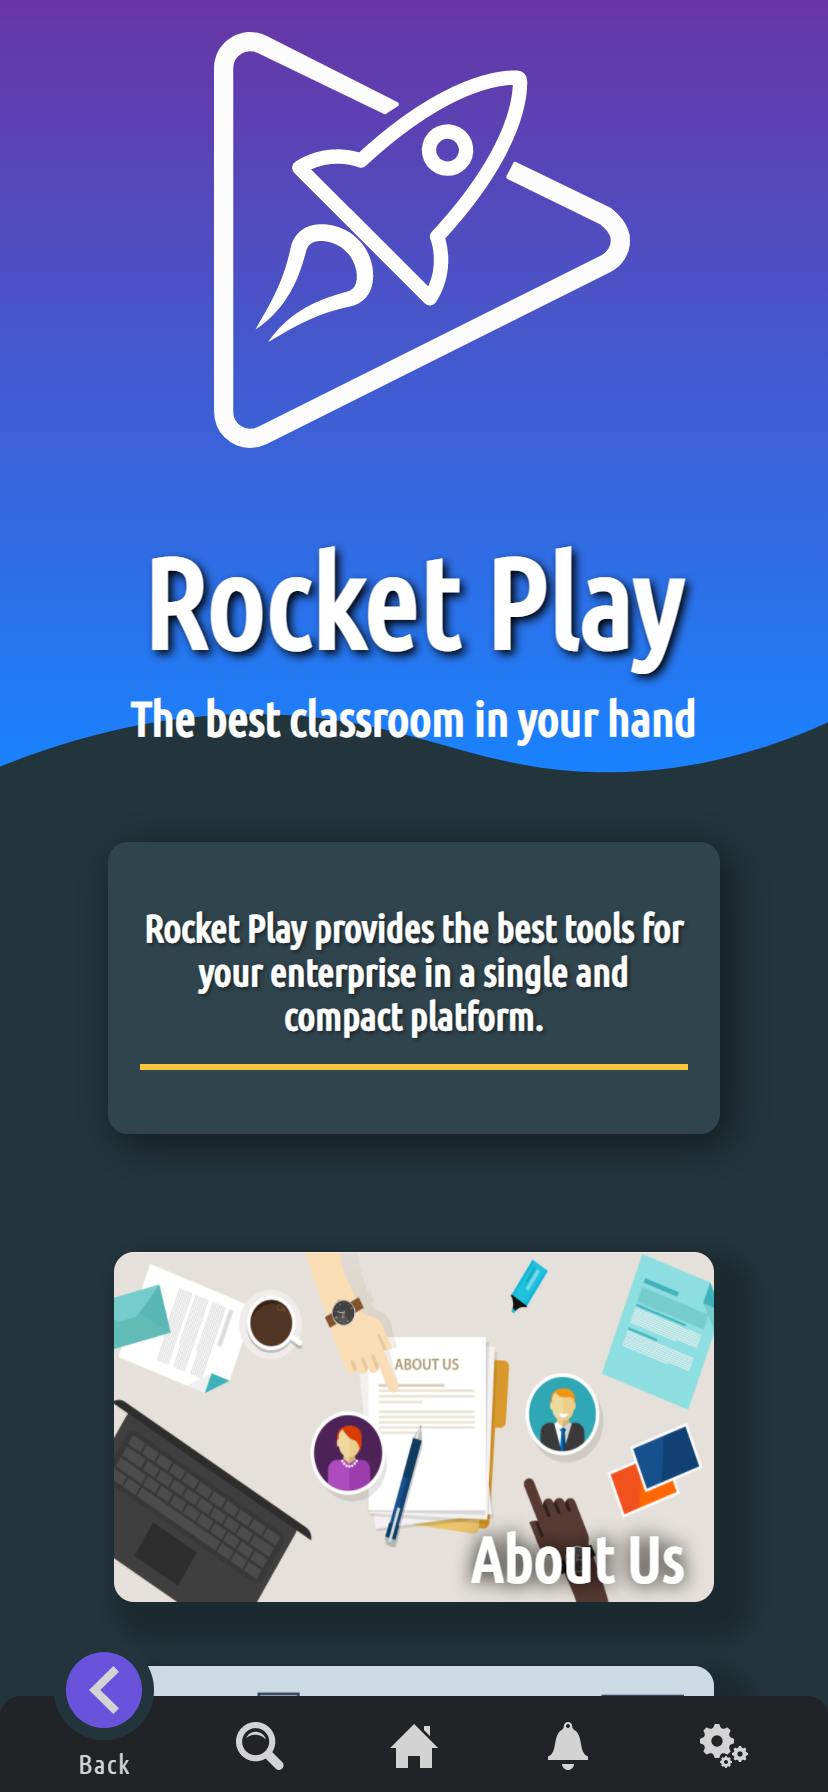 Rocket Play
The best classroom in your hand
Rocket Play provides the best tools for
your enterprise in a single and
compact platform.
ABOUT US
About Us
Back